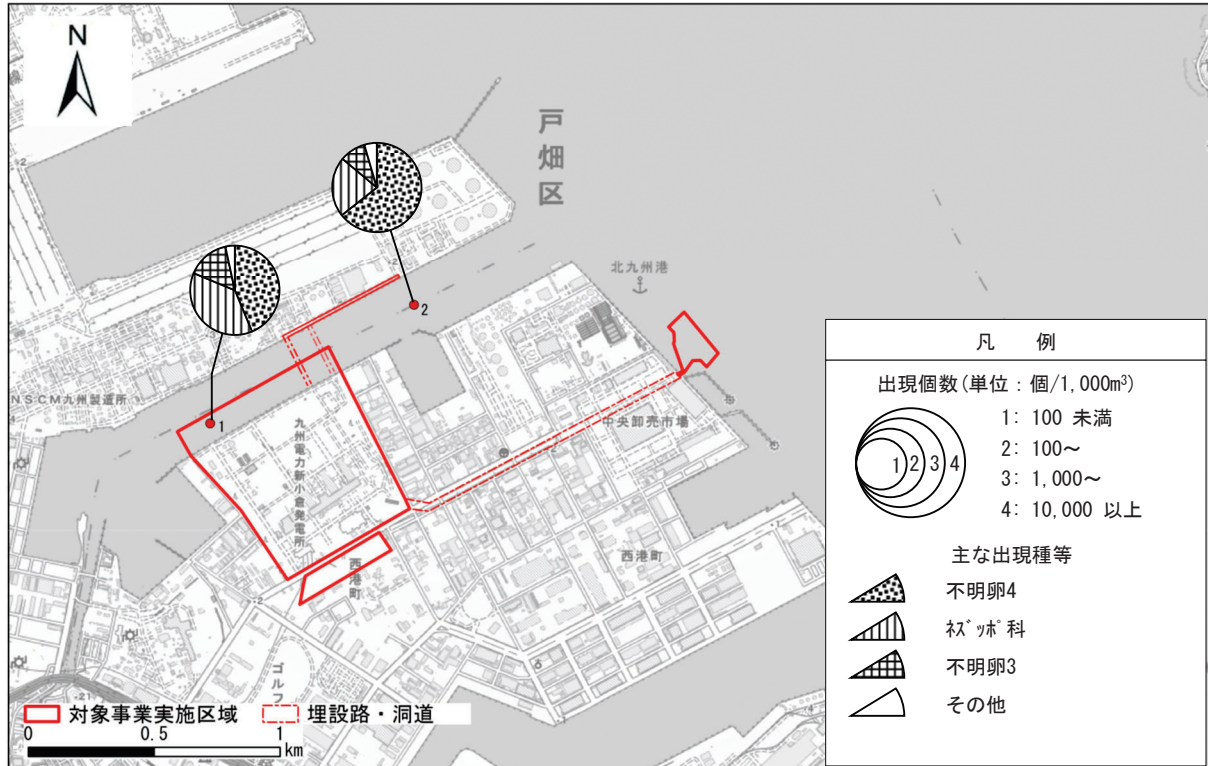 N
戸畑区
2
1
北九州港
NSCM九州製造所
九州電力新小倉発電所
中央卸売市場
西港町
西港町
ゴルフ
凡 例
出現個数(単位：個/1,000m³)
1 2 3 4
1: 100 未満
2: 100～
3: 1,000～
4: 10,000 以上
主な出現種等
不明卵4
ネズッポ科
不明卵3
その他
対象事業実施区域 埋設路・洞道
0 0.5 1
km